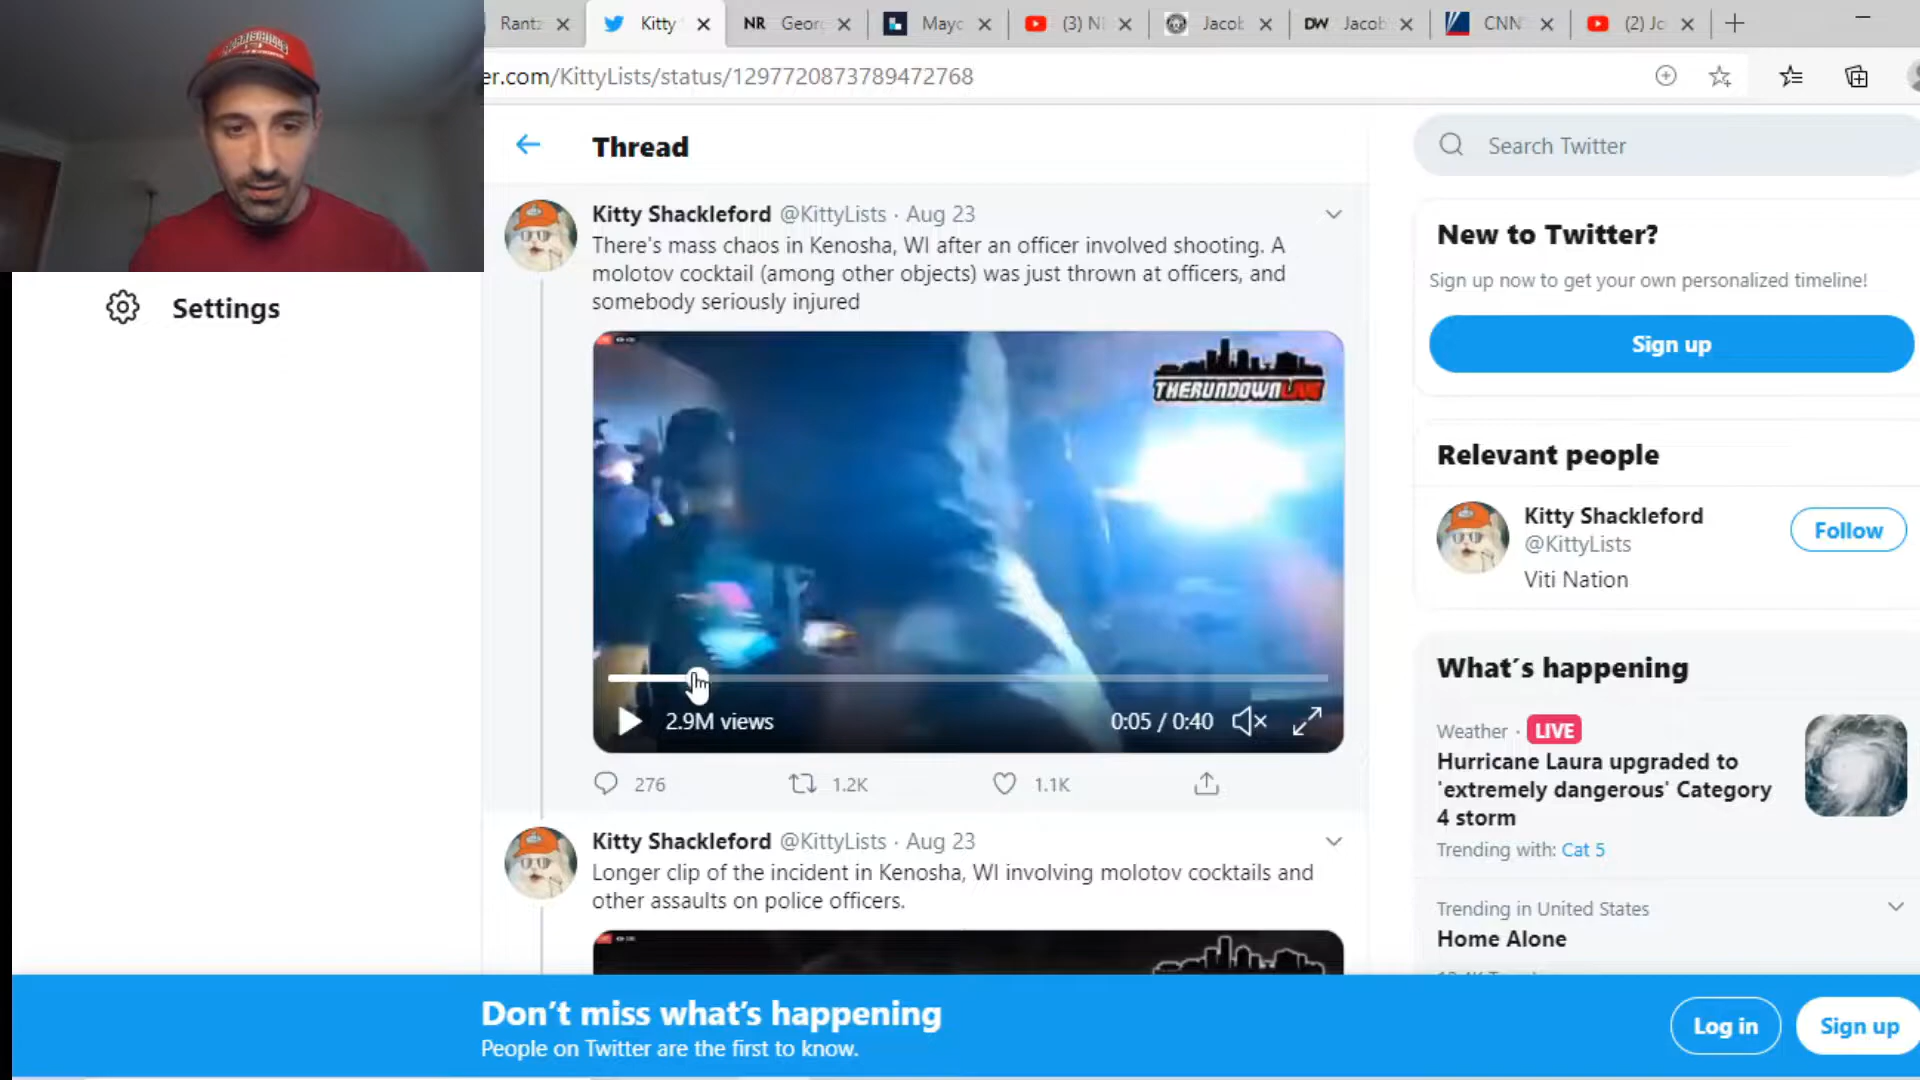 Rantz
Kitty
NR Geor
Mayo
(3) N
Jacob
DW Jacob
CNN
(2) Jo
er.com/KittyLists/status/1297720873789472768
Settings
Thread
Kitty Shackleford @KittyLists · Aug 23
There's mass chaos in Kenosha, WI after an officer involved shooting. A
molotov cocktail (among other objects) was just thrown at officers, and
somebody seriously injured
THERUNDOWNLIVE
2.9M views
0:05 / 0:40
276
1.2K
1.1K
Kitty Shackleford @KittyLists · Aug 23
Longer clip of the incident in Kenosha, WI involving molotov cocktails and
other assaults on police officers.
Search Twitter
New to Twitter?
Sign up now to get your own personalized timeline!
Sign up
Relevant people
Kitty Shackleford
@KittyLists
Follow
Viti Nation
What's happening
Weather · LIVE
Hurricane Laura upgraded to
'extremely dangerous' Category
4 storm
Trending with: Cat 5
Trending in United States
Home Alone
Don't miss what's happening
People on Twitter are the first to know.
Log in
Sign up